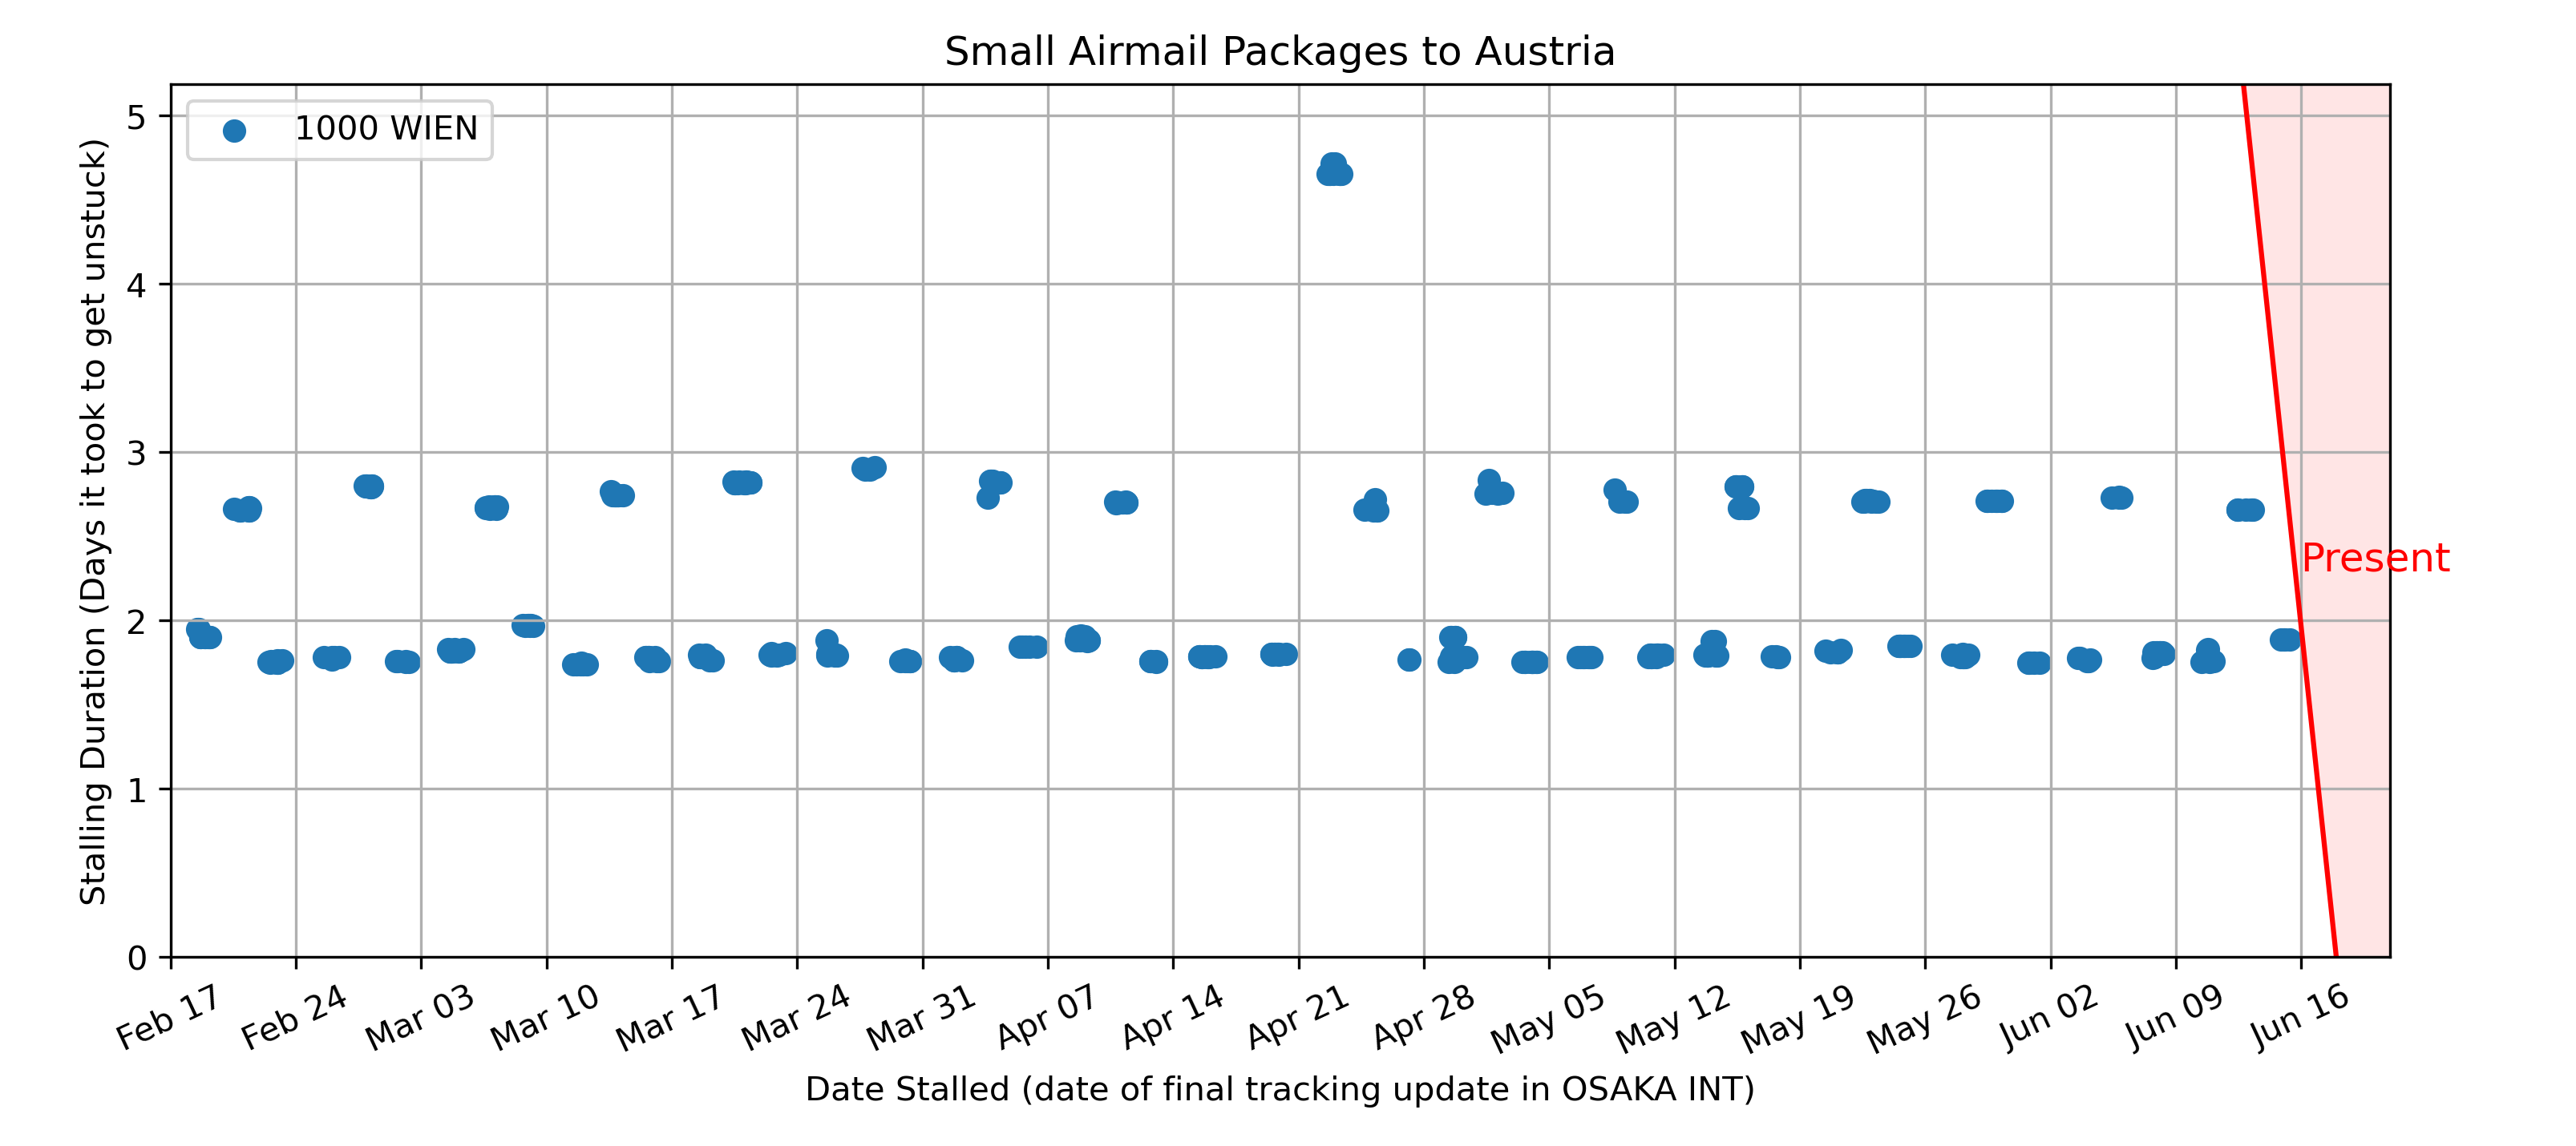 Small Airmail Packages to Austria
1000 WIEN
Stalling Duration (Days it took to get unstuck)
5
4
3
2
1
0
Present
Feb 17
Feb 24
Mar 03
Mar 10
Mar 17
Mar 24
Mar 31
Apr 07
Apr 14
Apr 21
Apr 28
May 05
May 12
May 19
May 26
Jun 02
Jun 09
Jun 16
Date Stalled (date of final tracking update in OSAKA INT)